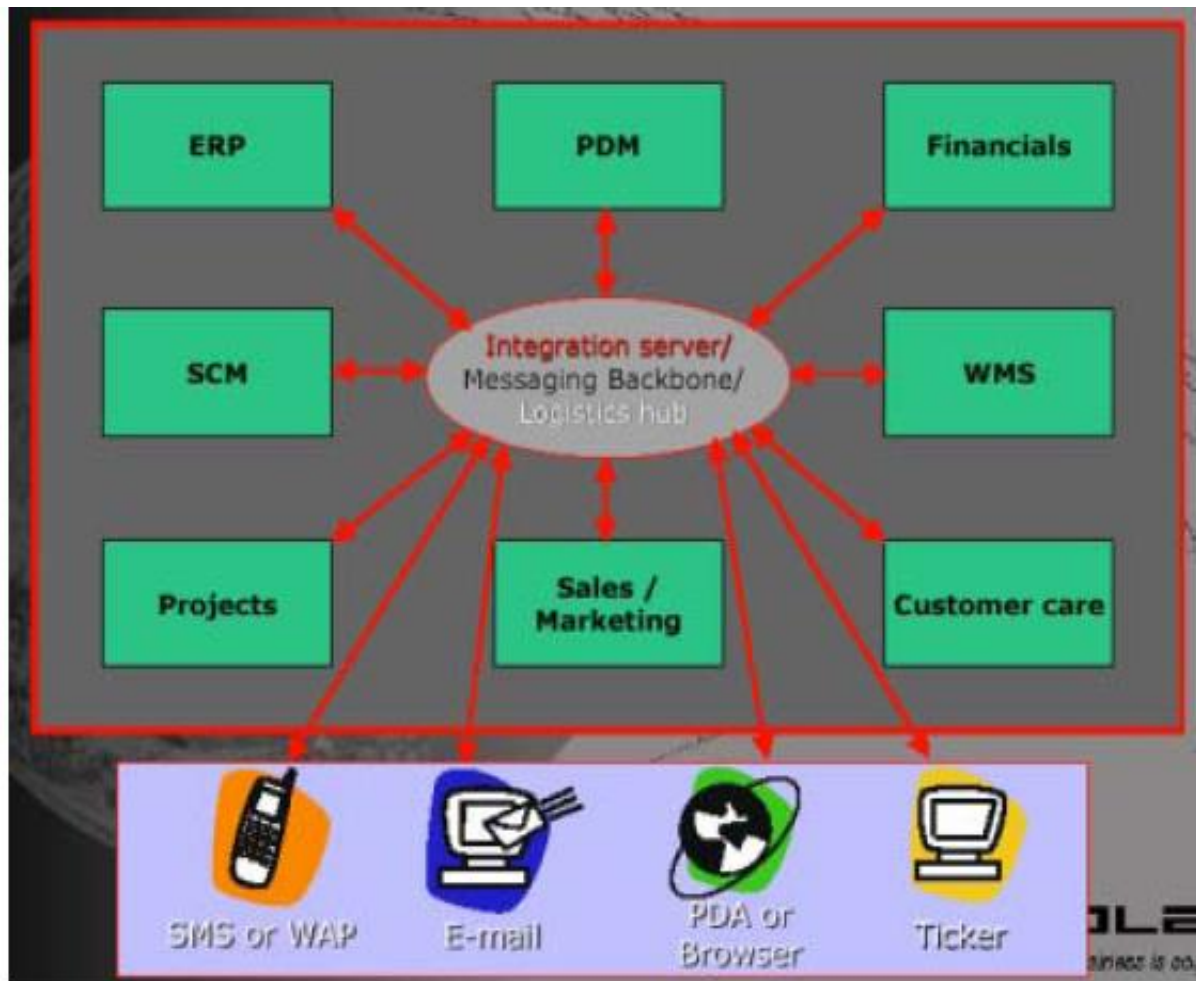 ERP
PDM
Financials
SCM
Integration server/
Messaging Backbone/
Logistics hub
WMS
Projects
Sales /
Marketing
Customer care
SMS or WAP
E-mail
PDA or
Browser
Ticker
is